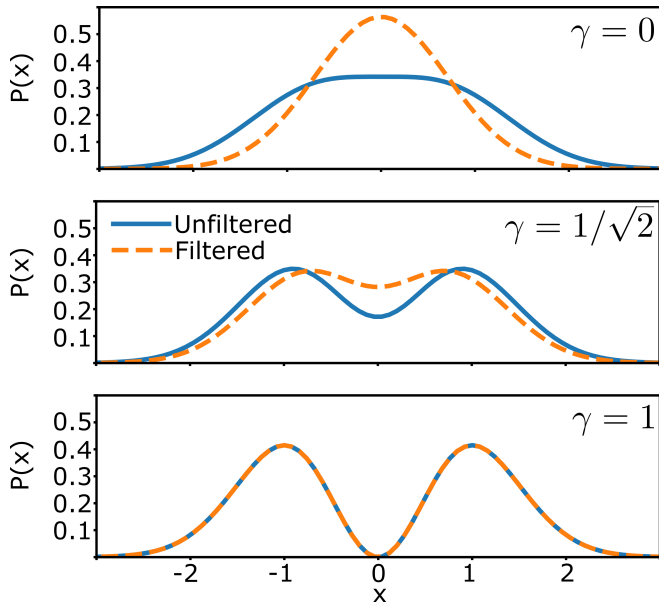 0.5
0.4
0.3
0.2
0.1
P(x)
γ = 0
0.5
0.4
0.3
0.2
0.1
P(x)
Unfiltered
Filtered
γ = 1/√2
0.5
0.4
0.3
0.2
0.1
P(x)
γ = 1
-2 -1 0 1 2
x